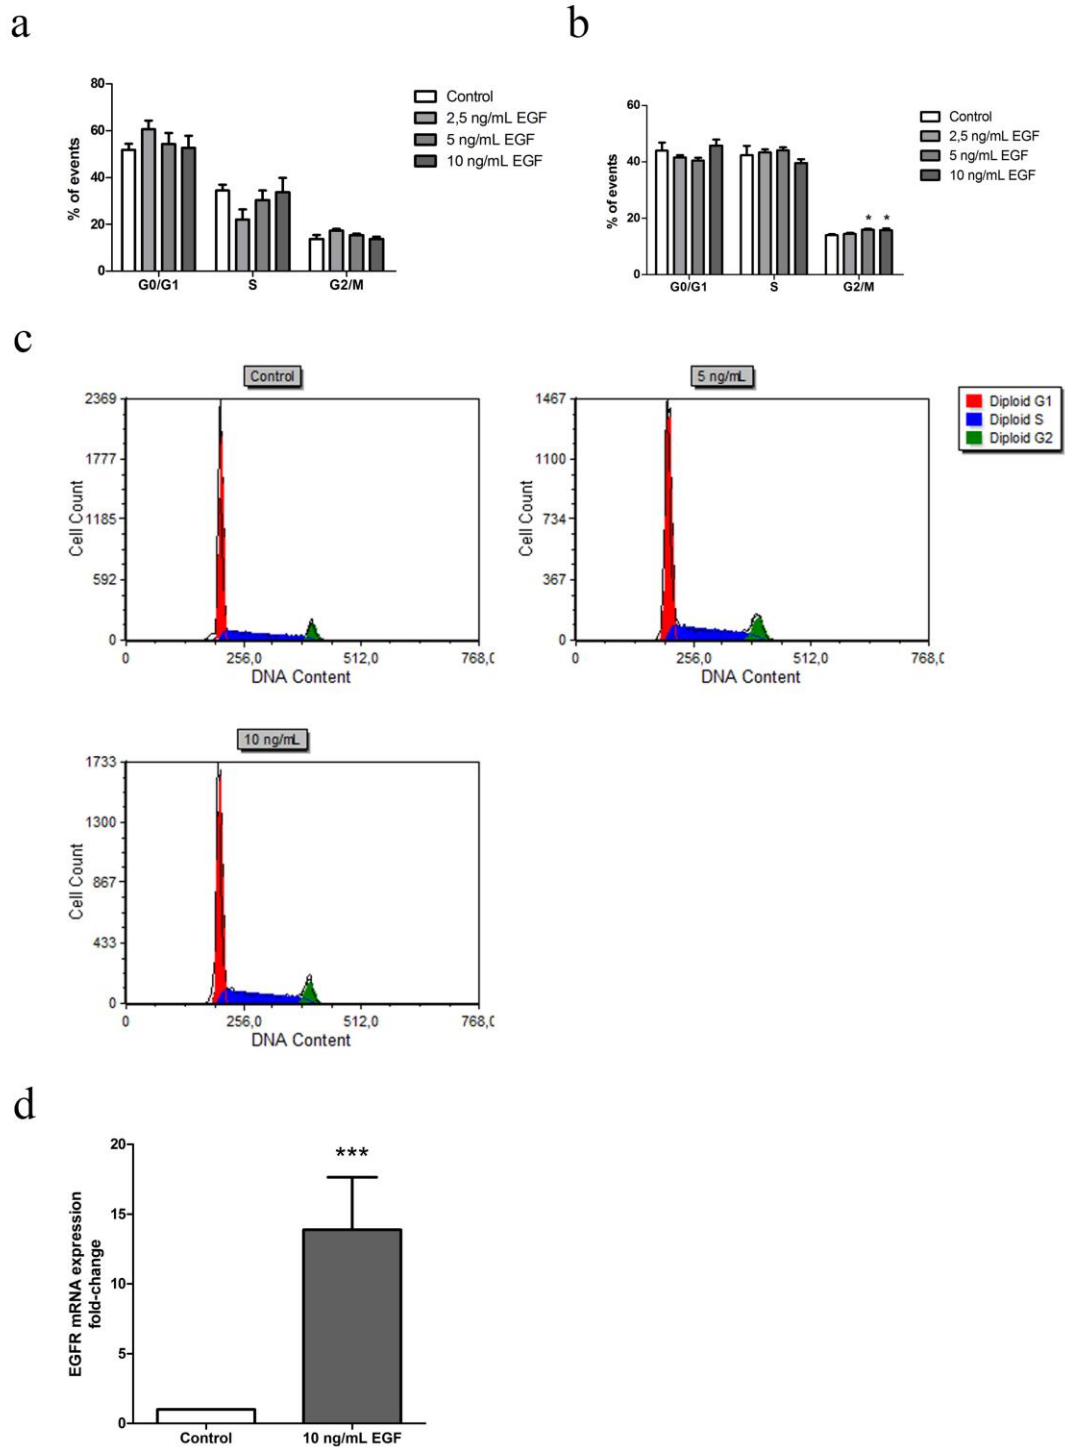 a
80
60
40
20
0
% of events
G0/G1 S G2/M
Control
2,5 ng/mL EGF
5 ng/mL EGF
10 ng/mL EGF
b
60
40
20
0
% of events
* *
G0/G1 S G2/M
Control
2,5 ng/mL EGF
5 ng/mL EGF
10 ng/mL EGF
c
Control
2369
1777
1185
592
0
Cell Count
0 256,0 512,0 768,0
DNA Content
5 ng/mL
1467
1100
734
367
0
Cell Count
0 256,0 512,0 768,0
DNA Content
Diploid G1
Diploid S
Diploid G2
10 ng/mL
1733
1300
867
433
0
Cell Count
0 256,0 512,0 768,0
DNA Content
d
20
15
10
5
0
EGFR mRNA expression
fold-change
***
Control 10 ng/mL EGF